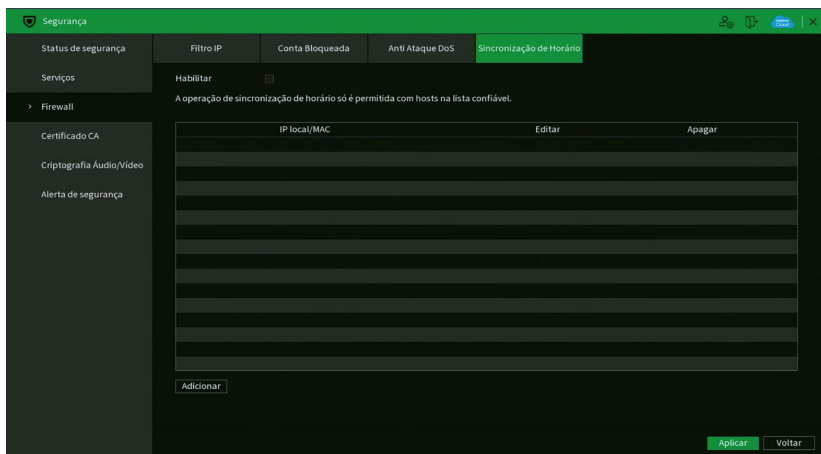 Segurança
Status de segurança
Serviços
> Firewall
Certificado CA
Criptografia Áudio/Vídeo
Alerta de segurança
Filtro IP Conta Bloqueada Anti Ataque DoS Sincronização de Horário
Habilitar
A operação de sincronização de horário só é permitida com hosts na lista confiável.
IP local/MAC Editar Apagar
Adicionar
Aplicar Voltar